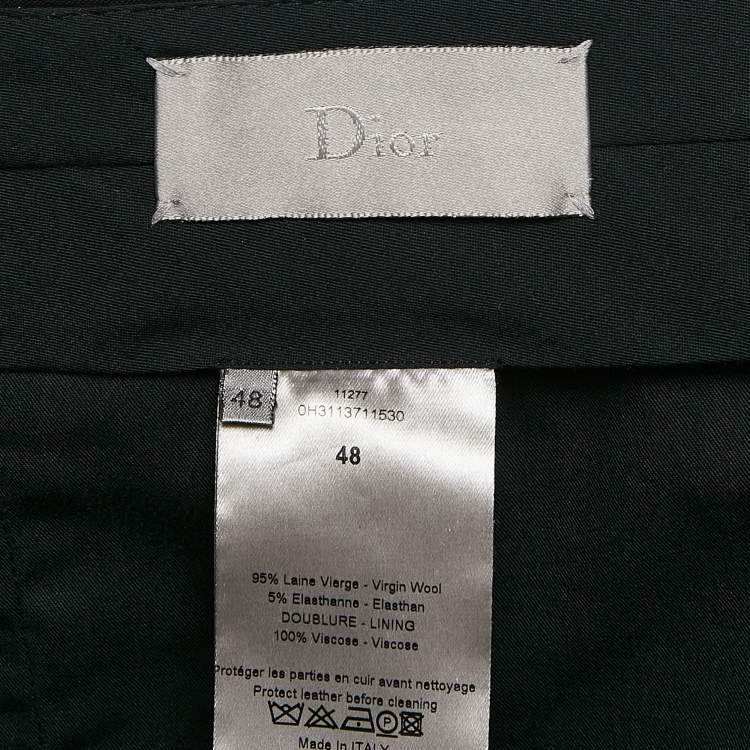 Dior
48
11277
0H3113711530
48
95% Laine Vierge - Virgin Wool
5% Elasthanne - Elasthan
DOUBLURE - LINING
100% Viscose - Viscose
Protéger les parties en cuir avant nettoyage
Protect leather before cleaning
P
Made In ITALY